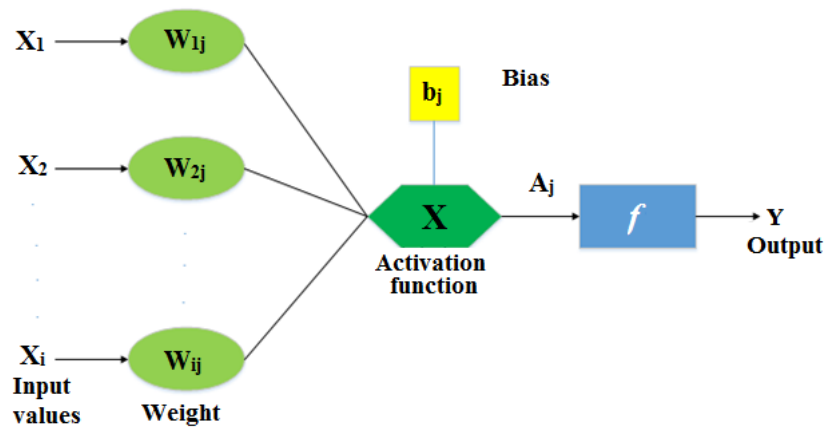 X₁
W₁ⱼ
bⱼ
Bias
X₂
W₂ⱼ
X
Aⱼ
f
Y
Output
Activation
function
Xᵢ
Wᵢⱼ
Input
values
Weight